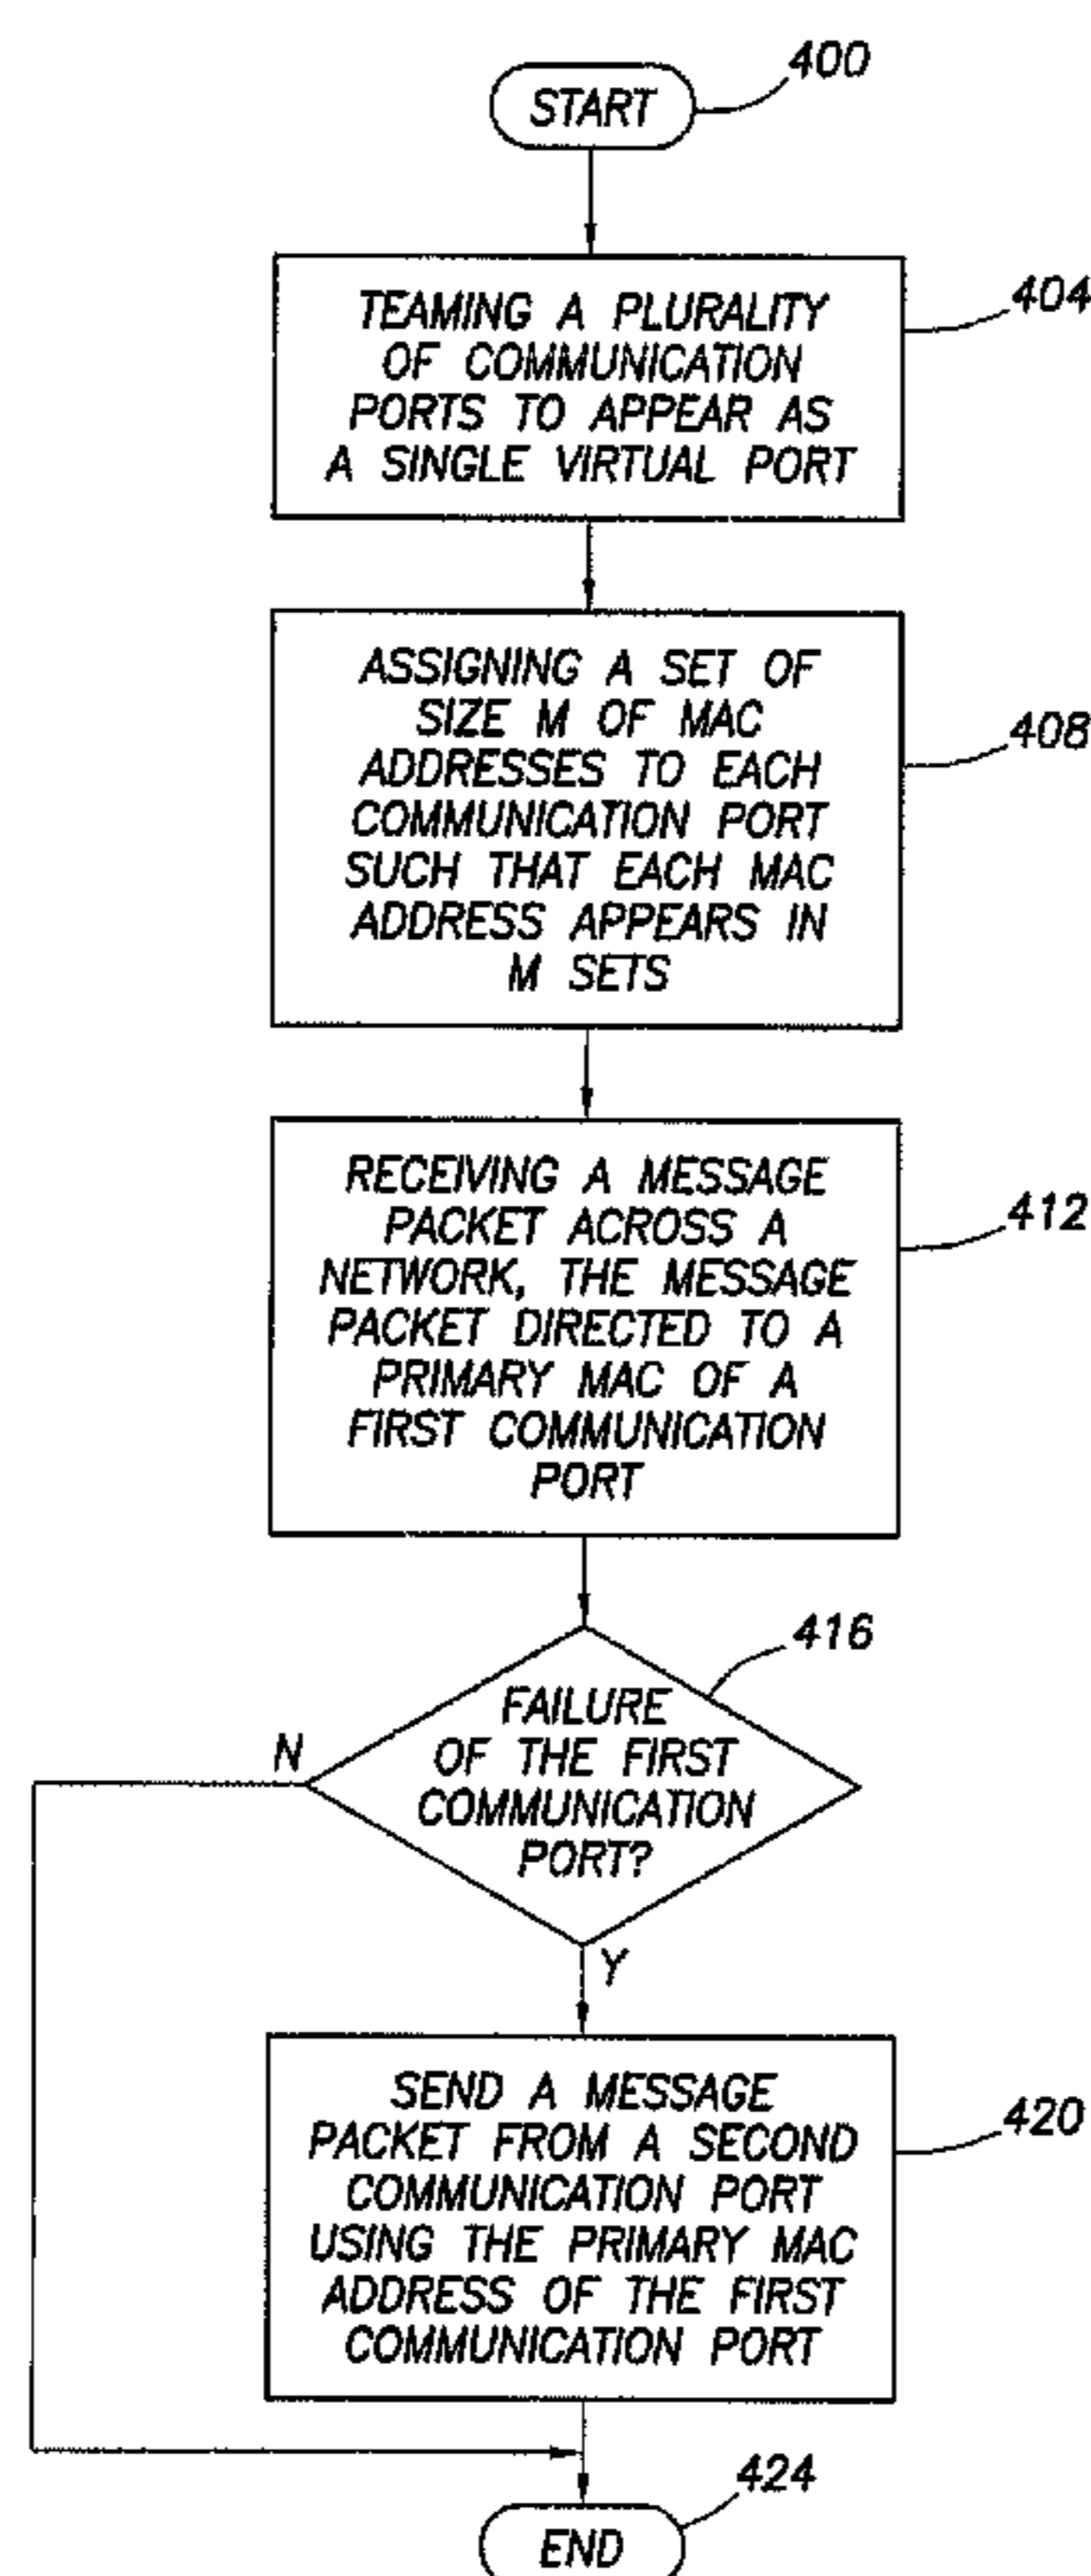 START
400
TEAMING A PLURALITY
OF COMMUNICATION
PORTS TO APPEAR AS
A SINGLE VIRTUAL PORT
404
ASSIGNING A SET OF
SIZE M OF MAC
ADDRESSES TO EACH
COMMUNICATION PORT
SUCH THAT EACH MAC
ADDRESS APPEARS IN
M SETS
408
RECEIVING A MESSAGE
PACKET ACROSS A
NETWORK, THE MESSAGE
PACKET DIRECTED TO A
PRIMARY MAC OF A
FIRST COMMUNICATION
PORT
412
FAILURE
OF THE FIRST
COMMUNICATION
PORT?
416
N
Y
SEND A MESSAGE
PACKET FROM A SECOND
COMMUNICATION PORT
USING THE PRIMARY MAC
ADDRESS OF THE FIRST
COMMUNICATION PORT
420
END
424